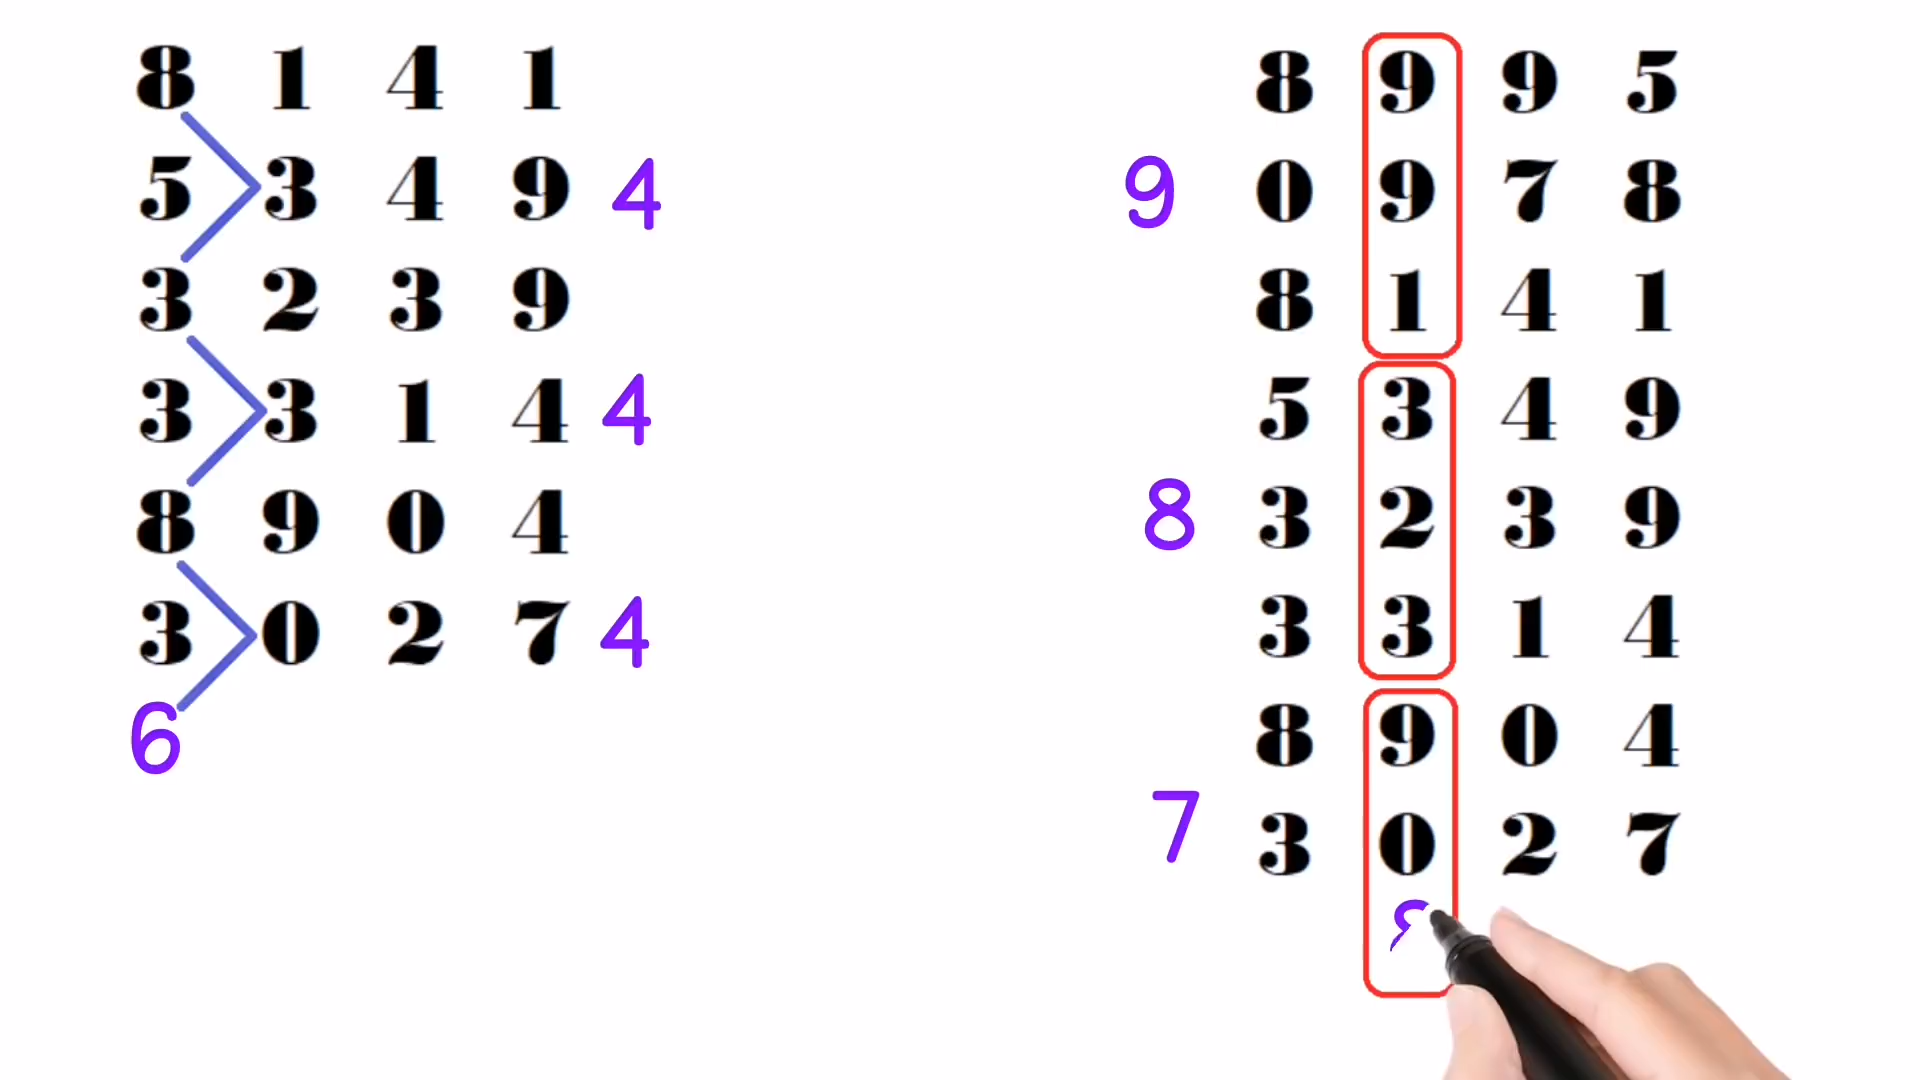 8 1 4 1
5 3 4 9 4
3 2 3 9
3 3 1 4 4
8 9 0 4
3 0 2 7 4
6
8 9 9 5
9 0 9 7 8
8 1 4 1
5 3 4 9
8 3 2 3 9
3 3 1 4
8 9 0 4
7 3 0 2 7